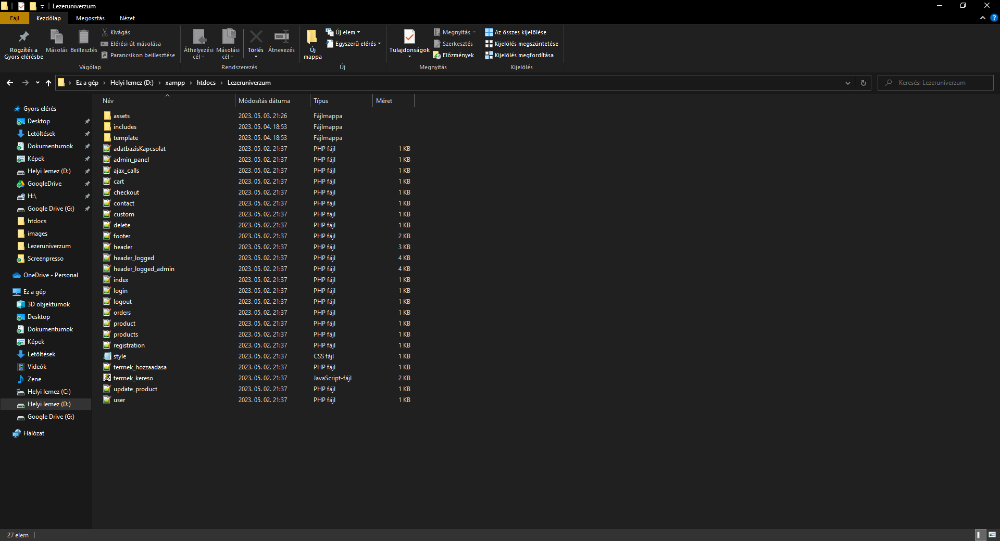 Lezeruniverzum
Fájl Kezdőlap Megosztás Nézet
Rögzítés a Gyors elérésbe
Másolás
Beillesztés
Kivágás
Elérési út másolása
Parancsikon beillesztése
Vágólap
Áthelyezési cél
Másolási cél
Törlés
Átnevezés
Rendszerezés
Új mappa
Új elem
Egyszerű elérés
Új
Tulajdonságok
Megnyitás
Szerkesztés
Előzmények
Megnyitás
Az összes kijelölése
Kijelölés megszüntetése
Kijelölés megfordítása
Kijelölés
Ez a gép > Helyi lemez (D:) > xampp > htdocs > Lezeruniverzum
Keresés: Lezeruniverzum
Gyors elérés
Desktop
Letöltések
Dokumentumok
Képek
Helyi lemez (D:)
GoogleDrive
H:\
Google Drive (G:)
htdocs
images
Lezeruniverzum
Screenpresso
OneDrive - Personal
Ez a gép
3D objektumok
Desktop
Dokumentumok
Képek
Letöltések
Videók
Zene
Helyi lemez (C:)
Helyi lemez (D:)
Google Drive (G:)
Hálózat
Név Módosítás dátuma Típus Méret
assets 2023. 05. 03. 21:26 Fájlmappa
includes 2023. 05. 04. 18:53 Fájlmappa
template 2023. 05. 04. 18:53 Fájlmappa
adatbazisKapcsolat 2023. 05. 02. 21:37 PHP fájl 1 KB
admin_panel 2023. 05. 02. 21:37 PHP fájl 1 KB
ajax_calls 2023. 05. 02. 21:37 PHP fájl 1 KB
cart 2023. 05. 02. 21:37 PHP fájl 1 KB
checkout 2023. 05. 02. 21:37 PHP fájl 1 KB
contact 2023. 05. 02. 21:37 PHP fájl 1 KB
custom 2023. 05. 02. 21:37 PHP fájl 1 KB
delete 2023. 05. 02. 21:37 PHP fájl 1 KB
footer 2023. 05. 02. 21:37 PHP fájl 2 KB
header 2023. 05. 02. 21:37 PHP fájl 3 KB
header_logged 2023. 05. 02. 21:37 PHP fájl 4 KB
header_logged_admin 2023. 05. 02. 21:37 PHP fájl 4 KB
index 2023. 05. 02. 21:37 PHP fájl 1 KB
login 2023. 05. 02. 21:37 PHP fájl 1 KB
logout 2023. 05. 02. 21:37 PHP fájl 1 KB
orders 2023. 05. 02. 21:37 PHP fájl 1 KB
product 2023. 05. 02. 21:37 PHP fájl 1 KB
products 2023. 05. 02. 21:37 PHP fájl 1 KB
registration 2023. 05. 02. 21:37 PHP fájl 1 KB
style 2023. 05. 02. 21:37 CSS fájl 1 KB
termek_hozzaadasa 2023. 05. 02. 21:37 PHP fájl 1 KB
termek_kereso 2023. 05. 02. 21:37 JavaScript-fájl 2 KB
update_product 2023. 05. 02. 21:37 PHP fájl 1 KB
user 2023. 05. 02. 21:37 PHP fájl 1 KB
27 elem